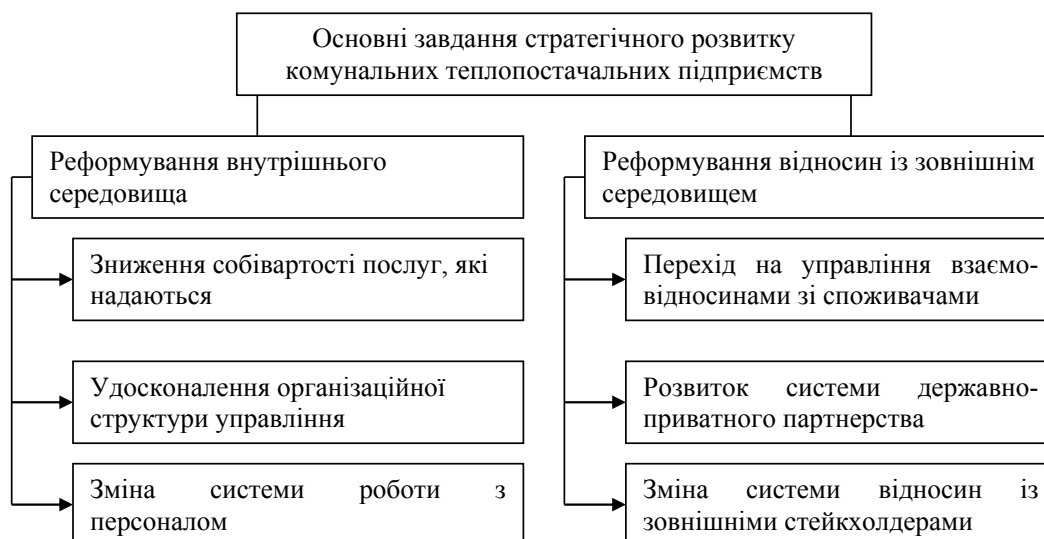 Основні завдання стратегічного розвитку
комунальних теплопостачальних підприємств
Реформування внутрішнього
середовища
Зниження собівартості послуг, які
надаються
Удосконалення організаційної
структури управління
Зміна системи роботи з
персоналом
Реформування відносин із зовнішнім
середовищем
Перехід на управління взаємо-
відносинами зі споживачами
Розвиток системи державно-
приватного партнерства
Зміна системи відносин із
зовнішніми стейкхолдерами